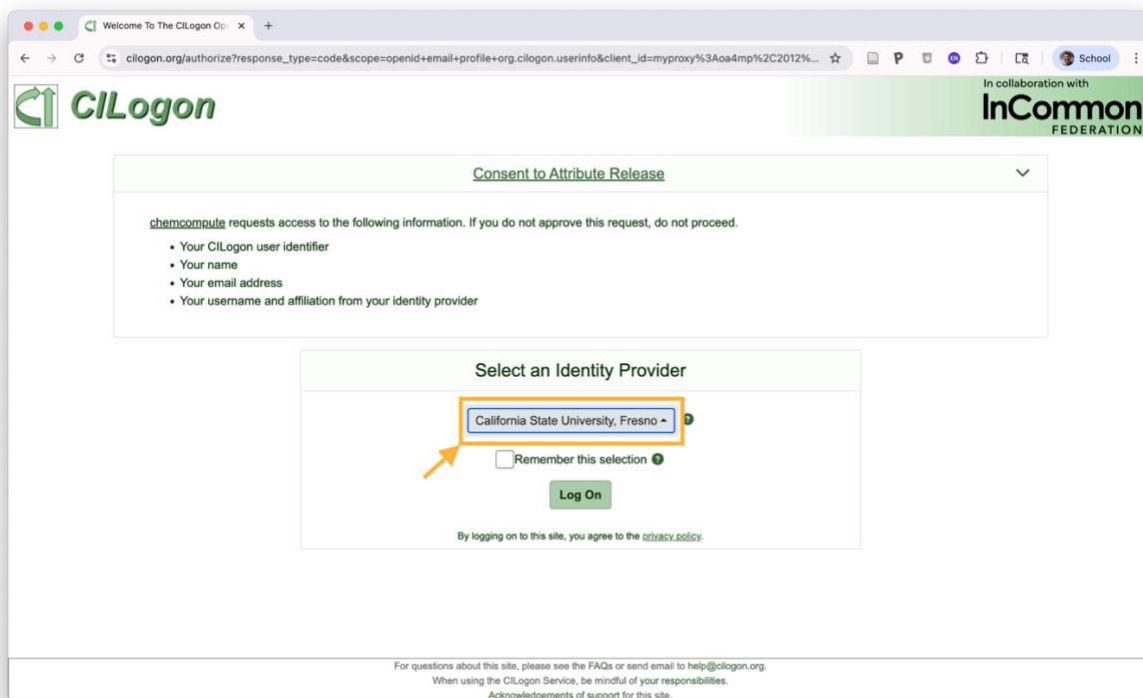 Welcome To The CILogon Op
cilogon.org/authorize?response_type=code&scope=openid+email+profile+org.cilogon.userinfo&client_id=myproxy%3Aoa4mp%2C2012%...
School
CILogon
In collaboration with
InCommon
FEDERATION
Consent to Attribute Release
chemcompute requests access to the following information. If you do not approve this request, do not proceed.
• Your CILogon user identifier
• Your name
• Your email address
• Your username and affiliation from your identity provider
Select an Identity Provider
California State University, Fresno
Remember this selection
Log On
By logging on to this site, you agree to the privacy policy.
For questions about this site, please see the FAQs or send email to help@cilogon.org.
When using the CILogon Service, be mindful of your responsibilities.
Acknowledgements of support for this site.